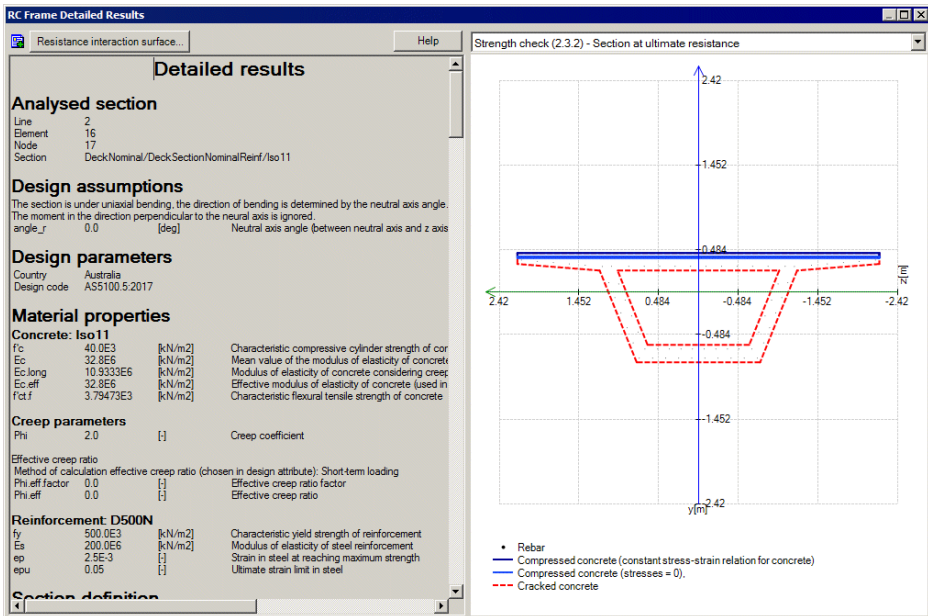 RC Frame Detailed Results
Resistance interaction surface...
Help
Strength check (2.3.2) - Section at ultimate resistance
Detailed results
Analysed section
Line 2
Element 16
Node 17
Section DeckNominal/DeckSectionNominalReinf/Iso11
Design assumptions
The section is under uniaxial bending, the direction of bending is determined by the neutral axis angle.
The moment in the direction perpendicular to the neural axis is ignored.
angle_r 0.0 [deg] Neutral axis angle (between neutral axis and z axis
Design parameters
Country Australia
Design code AS5100.5:2017
Material properties
Concrete: Iso11
f'c 40.0E3 [kN/m2] Characteristic compressive cylinder strength of con
Ec 32.8E6 [kN/m2] Mean value of the modulus of elasticity of concrete
Ec.long 10.9333E6 [kN/m2] Modulus of elasticity of concrete considering creep
Ec.eff 32.8E6 [kN/m2] Effective modulus of elasticity of concrete (used in
f'ct.f 3.79473E3 [kN/m2] Characteristic flexural tensile strength of concrete
Creep parameters
Phi 2.0 [-] Creep coefficient
Effective creep ratio
Method of calculation effective creep ratio (chosen in design attribute): Short-term loading
Phi.eff.factor 0.0 [-] Effective creep ratio factor
Phi.eff 0.0 [-] Effective creep ratio
Reinforcement: D500N
fy 500.0E3 [kN/m2] Characteristic yield strength of reinforcement
Es 200.0E6 [kN/m2] Modulus of elasticity of steel reinforcement
ep 2.5E-3 [-] Strain in steel at reaching maximum strength
epu 0.05 [-] Ultimate strain limit in steel
Section definition
2.42
1.452
0.484
z[m]
2.42 1.452 0.484 -0.484 -1.452 -2.42
-0.484
-1.452
-2.42
y[m]
Rebar
Compressed concrete (constant stress-strain relation for concrete)
Compressed concrete (stresses = 0),
Cracked concrete